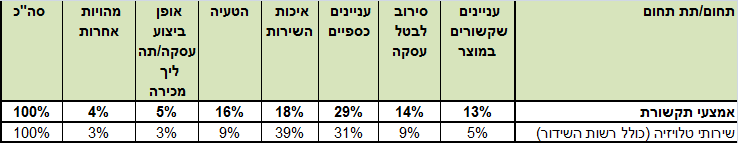 תחום/תת תחום
עניינים
שקשורים
במוצר
סירוב
לבטל
עסקה
עניינים
כספיים
איכות
השירות
הטעיה
אופן
ביצוע
עסקה/תה
ליך
מכירה
מהויות
אחרות
סה"כ
אמצעי תקשורת 13% 14% 29% 18% 16% 5% 4% 100%
שירותי טלויזיה (כולל רשות השידור) 5% 9% 31% 39% 9% 3% 3% 100%